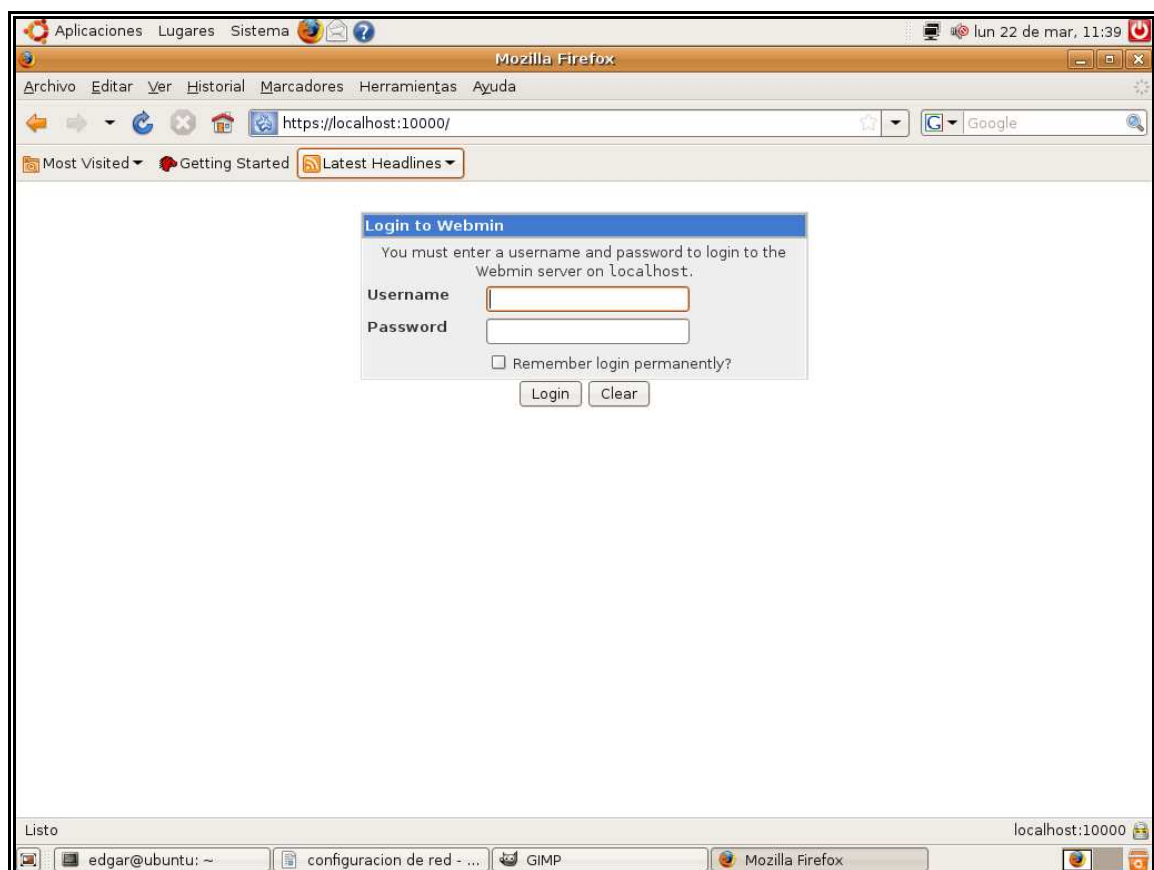 Aplicaciones Lugares Sistema lun 22 de mar, 11:39
Mozilla Firefox
Archivo Editar Ver Historial Marcadores Herramientas Ayuda
https://localhost:10000/ G Google
Most Visited Getting Started Latest Headlines
Login to Webmin
You must enter a username and password to login to the
Webmin server on localhost.
Username
Password
Remember login permanently?
Login Clear
Listo localhost:10000
edgar@ubuntu: ~ configuracion de red - ... GIMP Mozilla Firefox